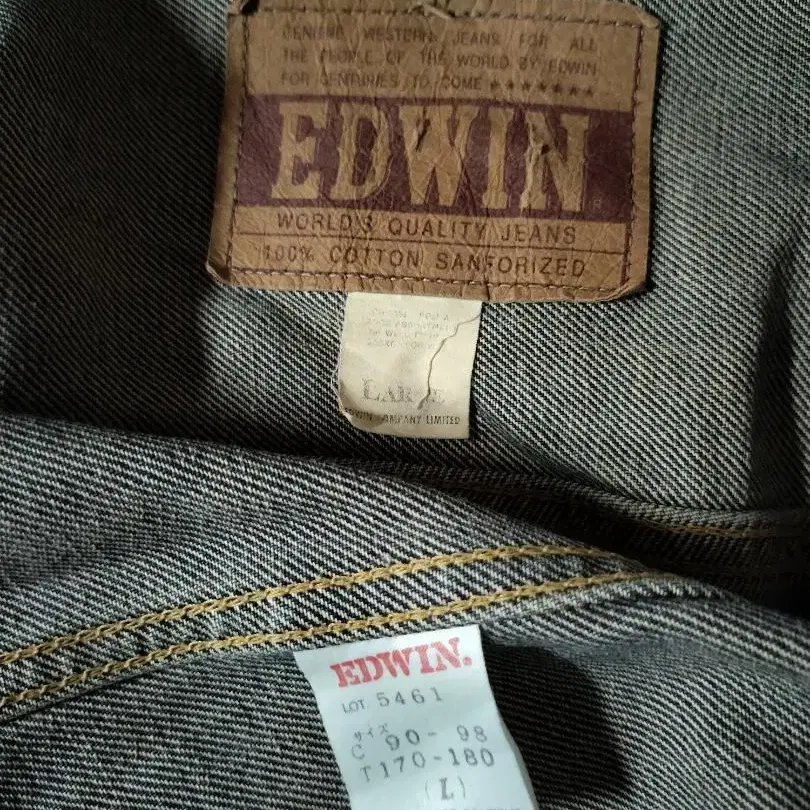 GENUINE WESTERN JEANS FOR ALL
THE PEOPLE OF THE WORLD BY EDWIN
FOR CENTURIES TO COME ★★★★★★★
EDWIN
WORLD'S QUALITY JEANS
100% COTTON SANFORIZED
LARGE
EDWIN COMPANY LIMITED
EDWIN.
LOT 5461
サイズ
C 90-98
T170-180
(L)